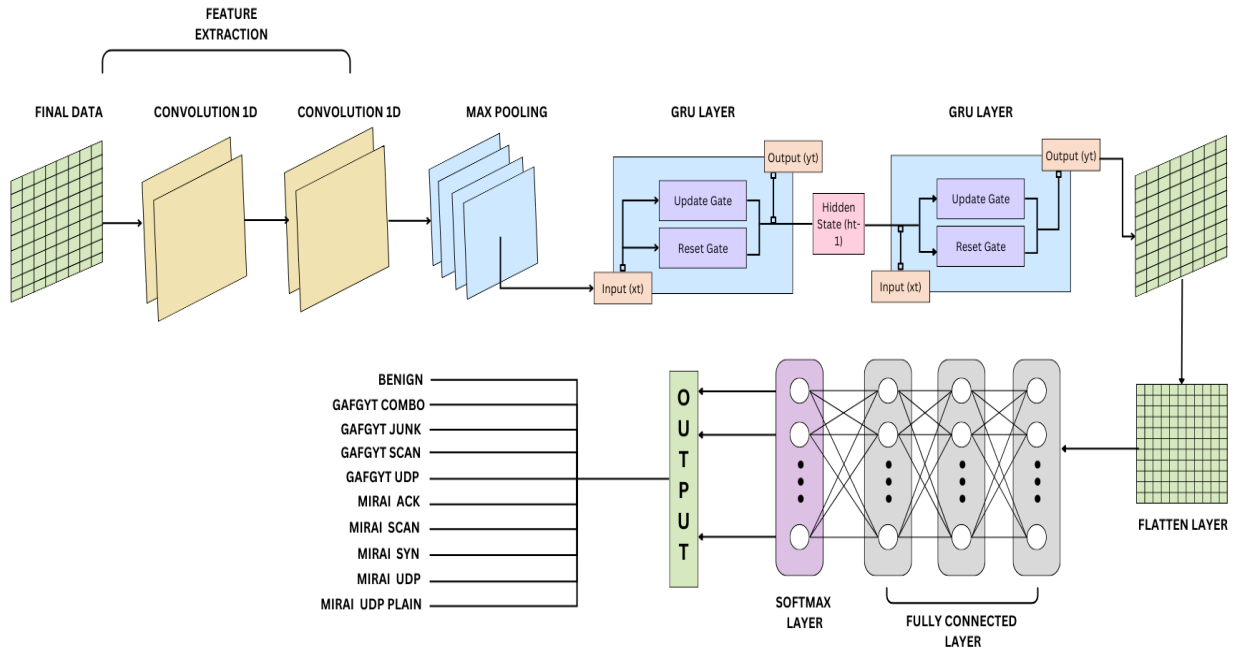 FEATURE
EXTRACTION
FINAL DATA
CONVOLUTION 1D
CONVOLUTION 1D
MAX POOLING
GRU LAYER
GRU LAYER
Output (yt)
Update Gate
Reset Gate
Input (xt)
Hidden
State (ht-
1)
Output (yt)
Update Gate
Reset Gate
Input (xt)
FLATTEN LAYER
FULLY CONNECTED
LAYER
SOFTMAX
LAYER
O
U
T
P
U
T
BENIGN
GAFGYT COMBO
GAFGYT JUNK
GAFGYT SCAN
GAFGYT UDP
MIRAI ACK
MIRAI SCAN
MIRAI SYN
MIRAI UDP
MIRAI UDP PLAIN